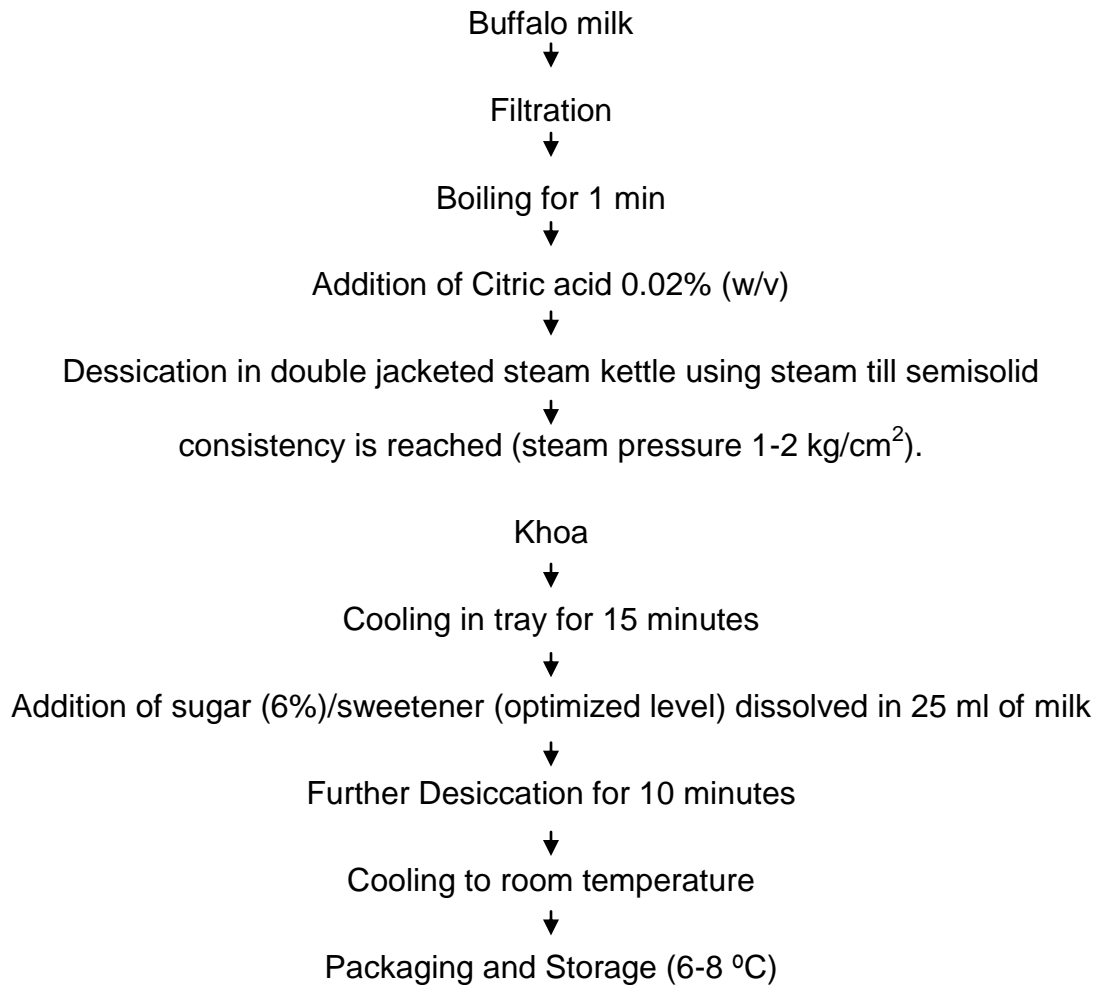 Buffalo milk
Filtration
Boiling for 1 min
Addition of Citric acid 0.02% (w/v)
Dessication in double jacketed steam kettle using steam till semisolid
consistency is reached (steam pressure 1-2 kg/cm²).
Khoa
Cooling in tray for 15 minutes
Addition of sugar (6%)/sweetener (optimized level) dissolved in 25 ml of milk
Further Desiccation for 10 minutes
Cooling to room temperature
Packaging and Storage (6-8 ⁰C)